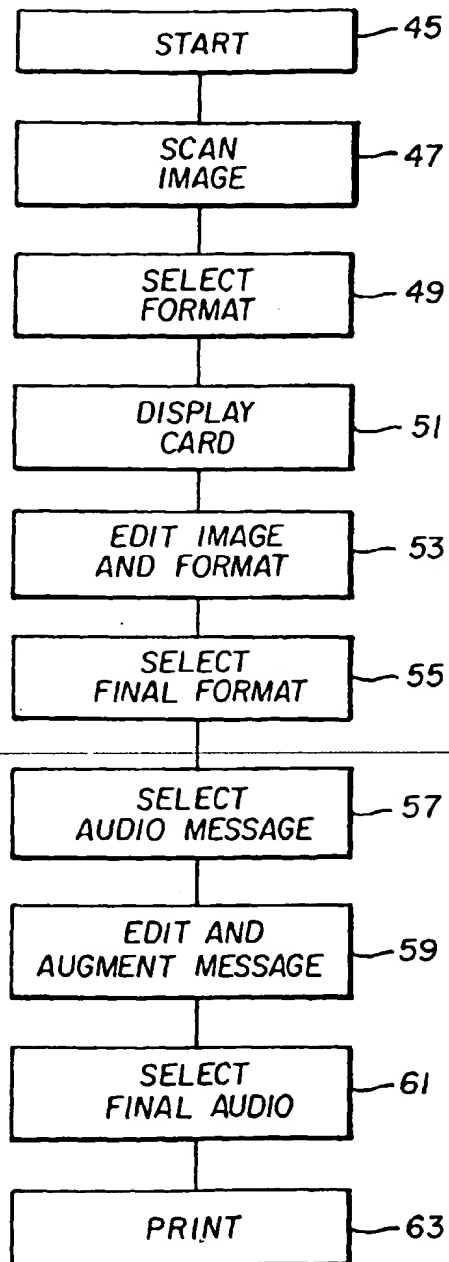 START
45
SCAN
IMAGE
47
SELECT
FORMAT
49
DISPLAY
CARD
51
EDIT IMAGE
AND FORMAT
53
SELECT
FINAL FORMAT
55
SELECT
AUDIO MESSAGE
57
EDIT AND
AUGMENT MESSAGE
59
SELECT
FINAL AUDIO
61
PRINT
63